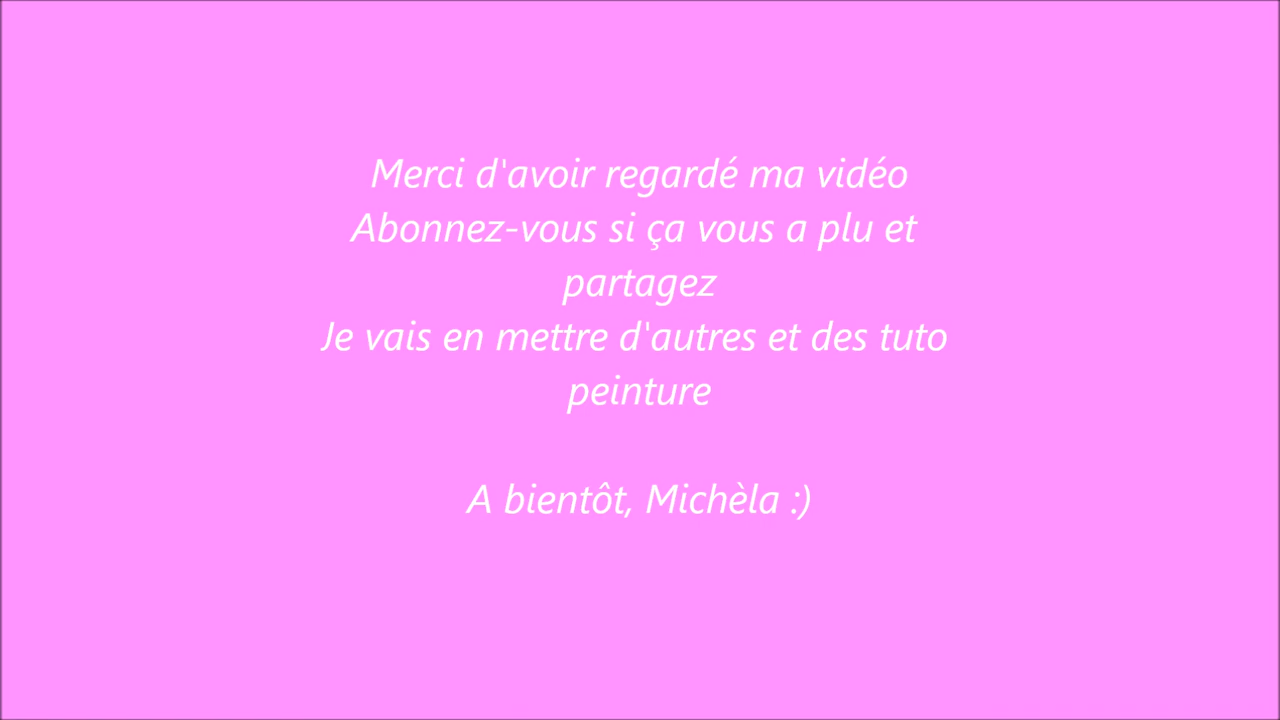 Merci d'avoir regardé ma vidéo
Abonnez-vous si ça vous a plu et
partagez
Je vais en mettre d'autres et des tuto
peinture
A bientôt, Michèla :)